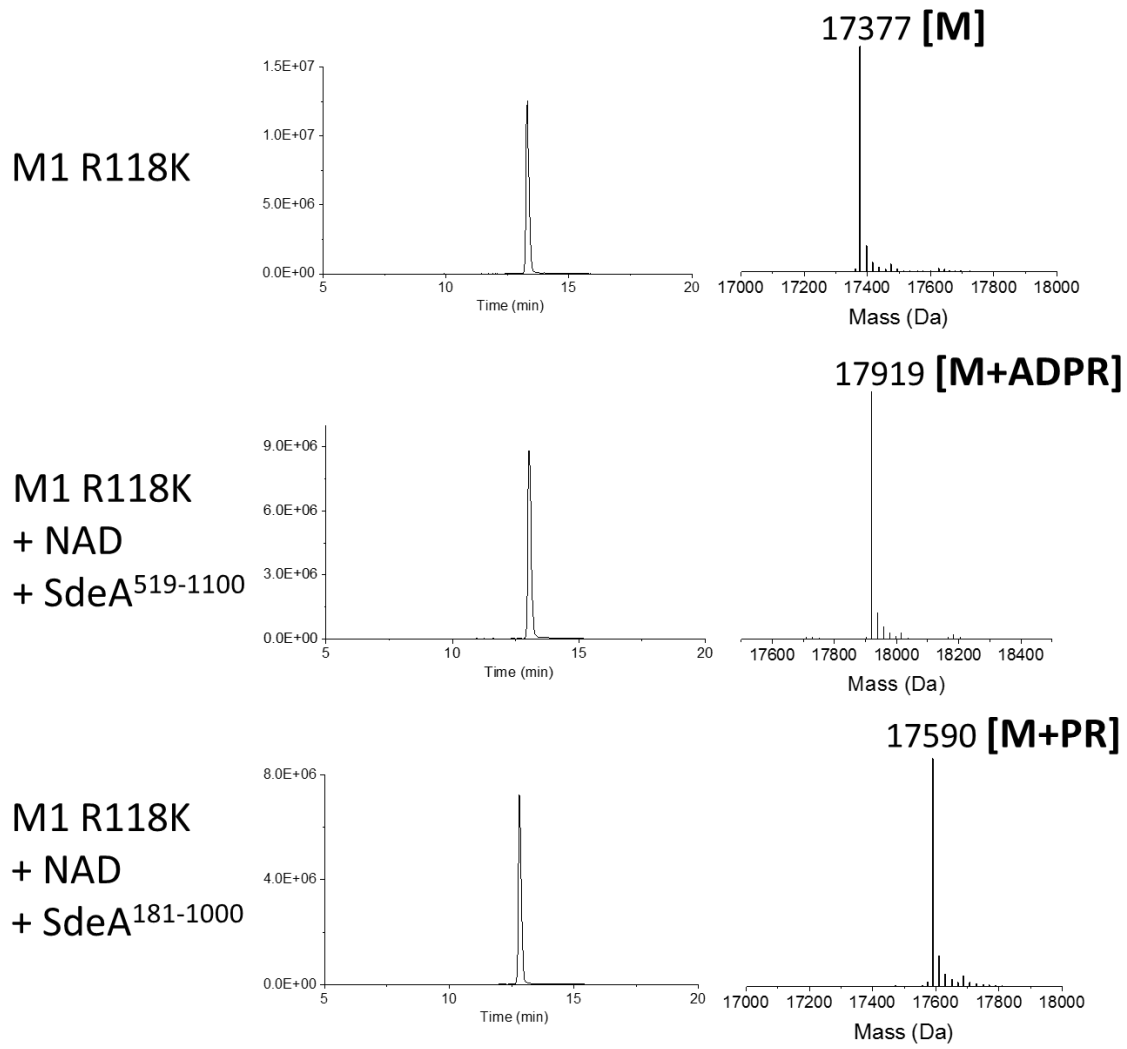 17377 [M]
M1 R118K
1.5E+07
1.0E+07
5.0E+06
0.0E+00
5 10 15 20
Time (min)
17000 17200 17400 17600 17800 18000
Mass (Da)
17919 [M+ADPR]
M1 R118K
+ NAD
+ SdeA519-1100
9.0E+06
6.0E+06
3.0E+06
0.0E+00
5 10 15 20
Time (min)
17600 17800 18000 18200 18400
Mass (Da)
17590 [M+PR]
M1 R118K
+ NAD
+ SdeA181-1000
8.0E+06
4.0E+06
0.0E+00
5 10 15 20
Time (min)
17000 17200 17400 17600 17800 18000
Mass (Da)